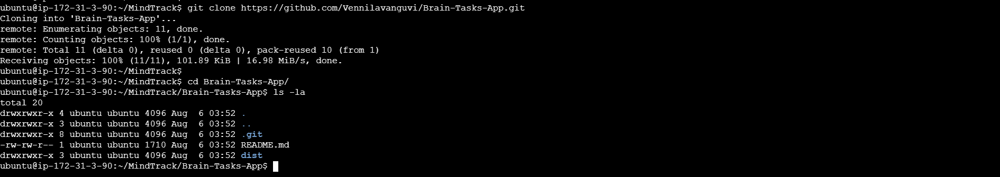 ubuntu@ip-172-31-3-90:~/MindTrack$ git clone https://github.com/Vennilavanguvi/Brain-Tasks-App.git
Cloning into 'Brain-Tasks-App'...
remote: Enumerating objects: 11, done.
remote: Counting objects: 100% (1/1), done.
remote: Total 11 (delta 0), reused 0 (delta 0), pack-reused 10 (from 1)
Receiving objects: 100% (11/11), 101.89 KiB | 16.98 MiB/s, done.
ubuntu@ip-172-31-3-90:~/MindTrack$
ubuntu@ip-172-31-3-90:~/MindTrack$ cd Brain-Tasks-App/
ubuntu@ip-172-31-3-90:~/MindTrack/Brain-Tasks-App$ ls -la
total 20
drwxrwxr-x 4 ubuntu ubuntu 4096 Aug  6 03:52 .
drwxrwxr-x 3 ubuntu ubuntu 4096 Aug  6 03:52 ..
drwxrwxr-x 8 ubuntu ubuntu 4096 Aug  6 03:52 .git
-rw-rw-r-- 1 ubuntu ubuntu 1710 Aug  6 03:52 README.md
drwxrwxr-x 3 ubuntu ubuntu 4096 Aug  6 03:52 dist
ubuntu@ip-172-31-3-90:~/MindTrack/Brain-Tasks-App$